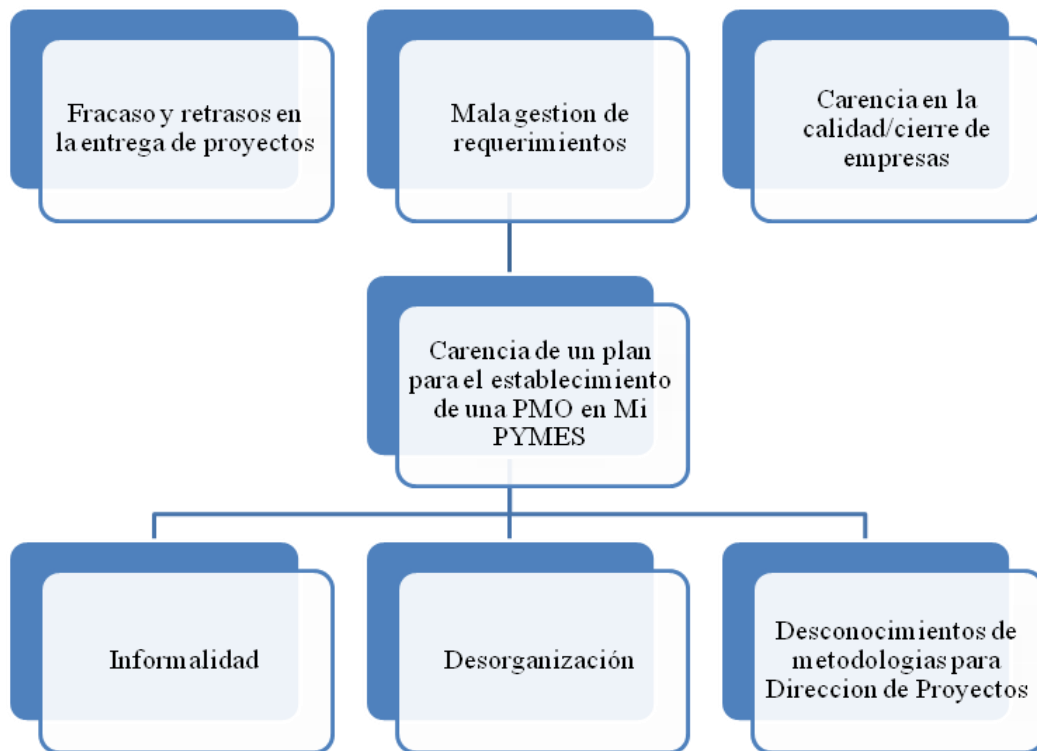 Fracaso y retrasos en
la entrega de proyectos
Mala gestion de
requerimientos
Carencia en la
calidad/cierre de
empresas
Carencia de un plan
para el establecimiento
de una PMO en Mi
PYMES
Informalidad
Desorganización
Desconocimientos de
metodologias para
Direccion de Proyectos